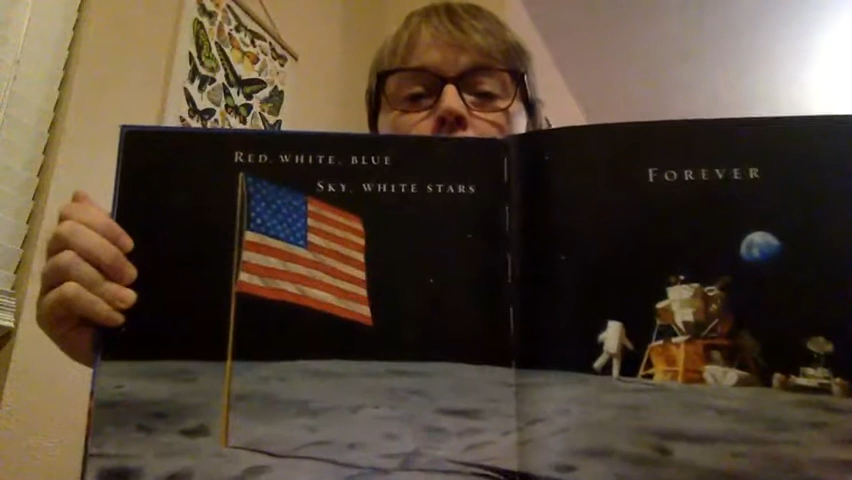 RED, WHITE, BLUE
SKY, WHITE STARS
FOREVER